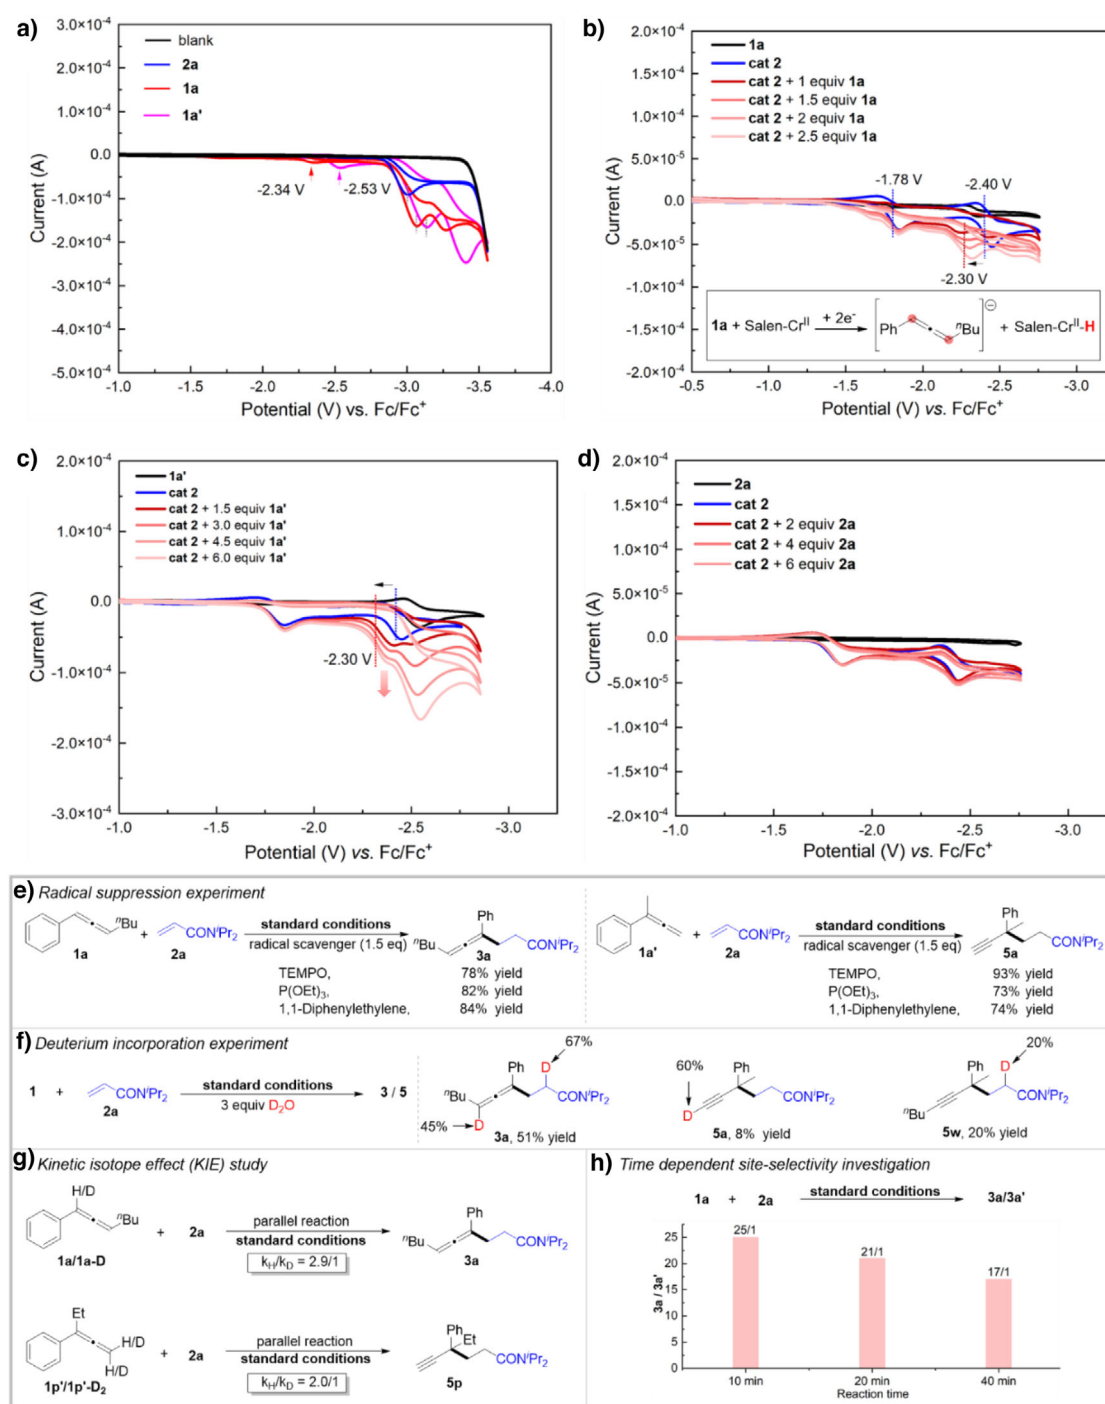 a)
3.0×10⁻⁴
2.0×10⁻⁴
1.0×10⁻⁴
0.0
-1.0×10⁻⁴
-2.0×10⁻⁴
-3.0×10⁻⁴
-4.0×10⁻⁴
-5.0×10⁻⁴
Current (A)
blank
2a
1a
1a'
-2.34 V
-2.53 V
-1.0 -1.5 -2.0 -2.5 -3.0 -3.5 -4.0
Potential (V) vs. Fc/Fc⁺
b)
2.0×10⁻⁴
1.5×10⁻⁴
1.0×10⁻⁴
5.0×10⁻⁵
0.0
-5.0×10⁻⁵
-1.0×10⁻⁴
-1.5×10⁻⁴
-2.0×10⁻⁴
Current (A)
1a
cat 2
cat 2 + 1 equiv 1a
cat 2 + 1.5 equiv 1a
cat 2 + 2 equiv 1a
cat 2 + 2.5 equiv 1a
-1.78 V
-2.40 V
-2.30 V
1a + Salen-Crᴵᴵ + 2e⁻ Ph ⁿBu ⊖ + Salen-Crᴵᴵ-H
-0.5 -1.0 -1.5 -2.0 -2.5 -3.0
Potential (V) vs. Fc/Fc⁺
c)
2.0×10⁻⁴
1.0×10⁻⁴
0.0
-1.0×10⁻⁴
-2.0×10⁻⁴
-3.0×10⁻⁴
Current (A)
1a'
cat 2
cat 2 + 1.5 equiv 1a'
cat 2 + 3.0 equiv 1a'
cat 2 + 4.5 equiv 1a'
cat 2 + 6.0 equiv 1a'
-2.30 V
-1.0 -1.5 -2.0 -2.5 -3.0
Potential (V) vs. Fc/Fc⁺
d)
2.0×10⁻⁴
1.5×10⁻⁴
1.0×10⁻⁴
5.0×10⁻⁵
0.0
-5.0×10⁻⁵
-1.0×10⁻⁴
-1.5×10⁻⁴
-2.0×10⁻⁴
Current (A)
2a
cat 2
cat 2 + 2 equiv 2a
cat 2 + 4 equiv 2a
cat 2 + 6 equiv 2a
-1.0 -1.5 -2.0 -2.5 -3.0
Potential (V) vs. Fc/Fc⁺
e) Radical suppression experiment
ⁿBu
1a
+
CONⁱPr₂
2a
standard conditions
radical scavenger (1.5 eq)
Ph
ⁿBu
CONⁱPr₂
3a
TEMPO, 78% yield
P(OEt)₃, 82% yield
1,1-Diphenylethylene, 84% yield
1a'
+
CONⁱPr₂
2a
standard conditions
radical scavenger (1.5 eq)
Ph
CONⁱPr₂
5a
TEMPO, 93% yield
P(OEt)₃, 73% yield
1,1-Diphenylethylene, 74% yield
f) Deuterium incorporation experiment
1 + CONⁱPr₂
2a
standard conditions
3 equiv D₂O
3 / 5
67%
Ph D
ⁿBu
CONⁱPr₂
45% D
3a, 51% yield
60%
Ph
D
CONⁱPr₂
5a, 8% yield
20%
Ph D
ⁿBu
CONⁱPr₂
5w, 20% yield
g) Kinetic isotope effect (KIE) study
H/D
ⁿBu
1a/1a-D
+ 2a
parallel reaction
standard conditions
k_H/k_D = 2.9/1
Ph
ⁿBu
CONⁱPr₂
3a
Et
H/D
H/D
1p'/1p'-D₂
+ 2a
parallel reaction
standard conditions
k_H/k_D = 2.0/1
Ph
Et
CONⁱPr₂
5p
h) Time dependent site-selectivity investigation
1a + 2a standard conditions 3a/3a'
25
20
15
10
5
0
3a / 3a'
25/1
21/1
17/1
10 min 20 min 40 min
Reaction time